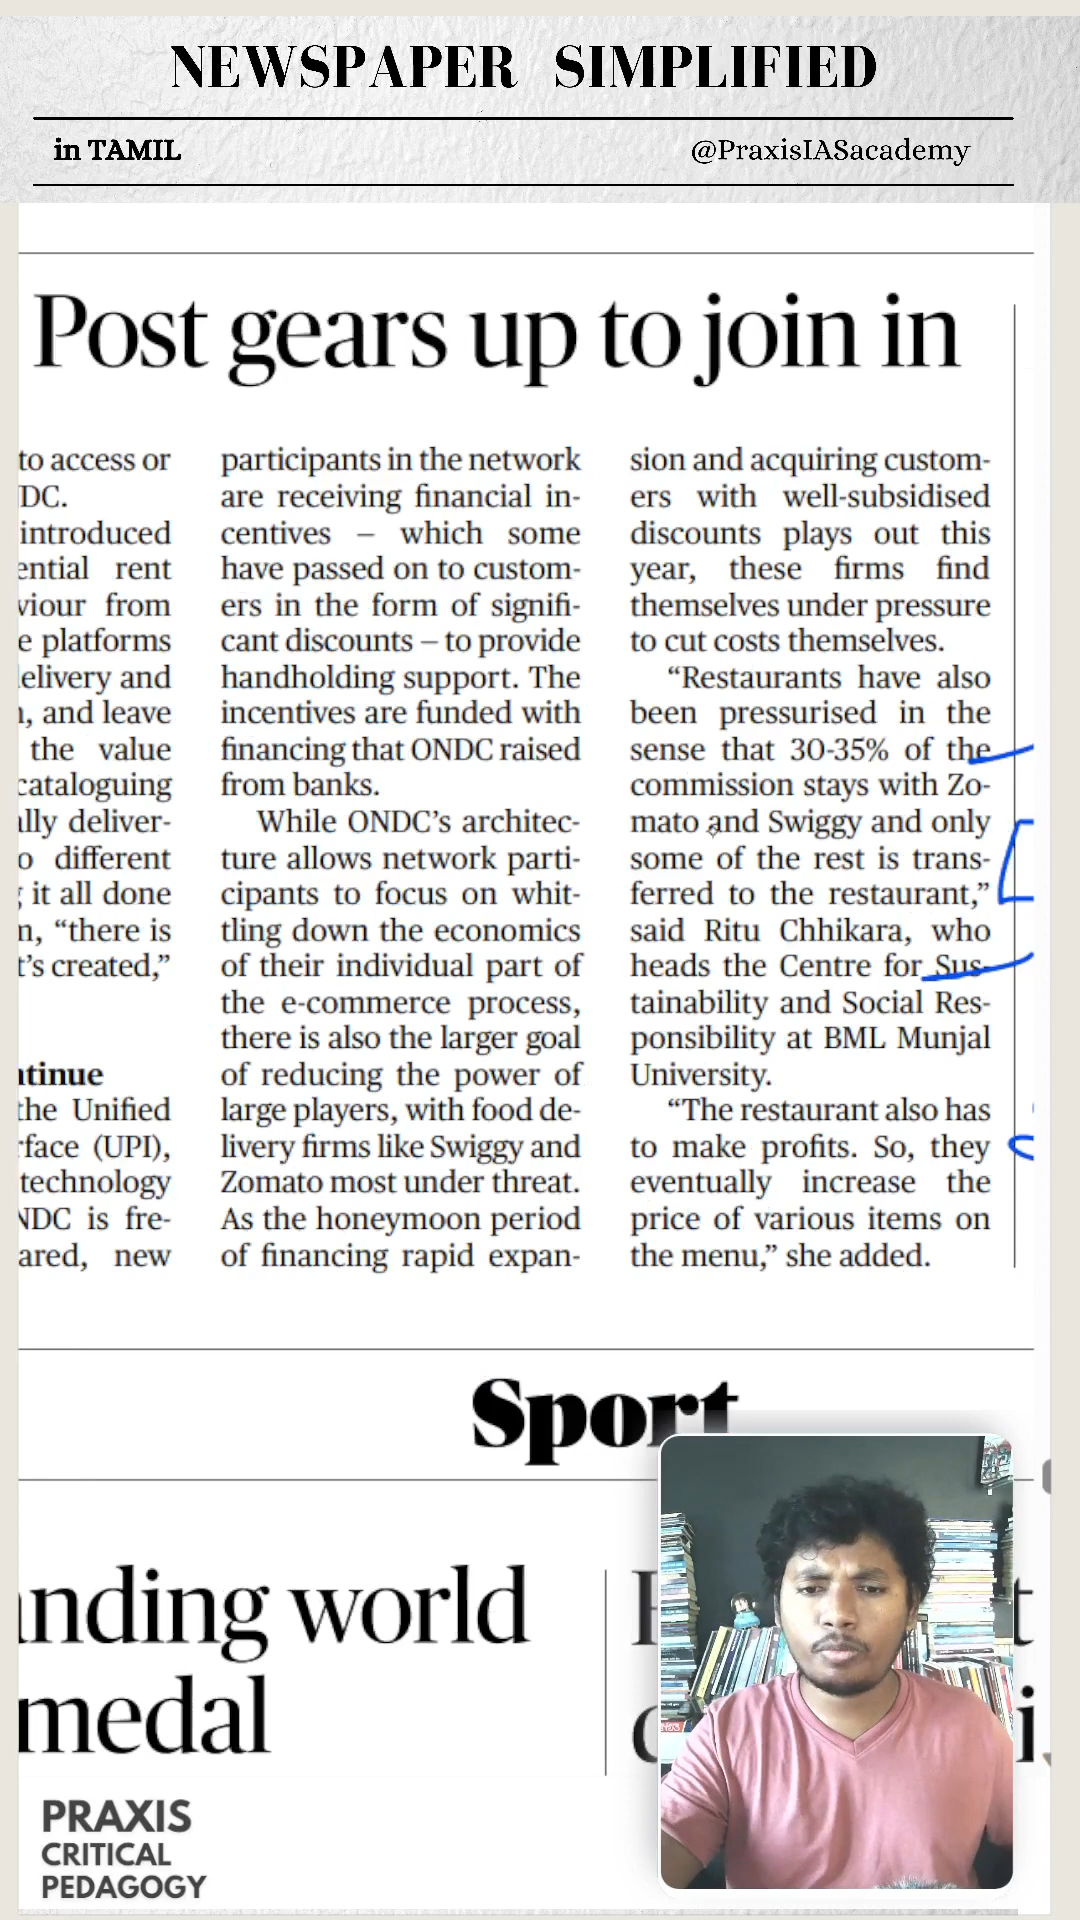 NEWSPAPER SIMPLIFIED
in TAMIL
@PraxisIASacademy
Post gears up to join in
to access or
DC.
introduced
ential rent
viour from
e platforms
elivery and
, and leave
the value
cataloguing
lly deliver-
o different
it all done
n, “there is
t’s created,”
ntinue
the Unified
rface (UPI),
technology
NDC is fre-
ared, new
participants in the network
are receiving financial in-
centives – which some
have passed on to custom-
ers in the form of signifi-
cant discounts – to provide
handholding support. The
incentives are funded with
financing that ONDC raised
from banks.
While ONDC’s architec-
ture allows network parti-
cipants to focus on whit-
tling down the economics
of their individual part of
the e-commerce process,
there is also the larger goal
of reducing the power of
large players, with food de-
livery firms like Swiggy and
Zomato most under threat.
As the honeymoon period
of financing rapid expan-
sion and acquiring custom-
ers with well-subsidised
discounts plays out this
year, these firms find
themselves under pressure
to cut costs themselves.
“Restaurants have also
been pressurised in the
sense that 30-35% of the
commission stays with Zo-
mato and Swiggy and only
some of the rest is trans-
ferred to the restaurant,”
said Ritu Chhikara, who
heads the Centre for Sus-
tainability and Social Res-
ponsibility at BML Munjal
University.
“The restaurant also has
to make profits. So, they
eventually increase the
price of various items on
the menu,” she added.
Sport
anding world
medal
PRAXIS
CRITICAL
PEDAGOGY